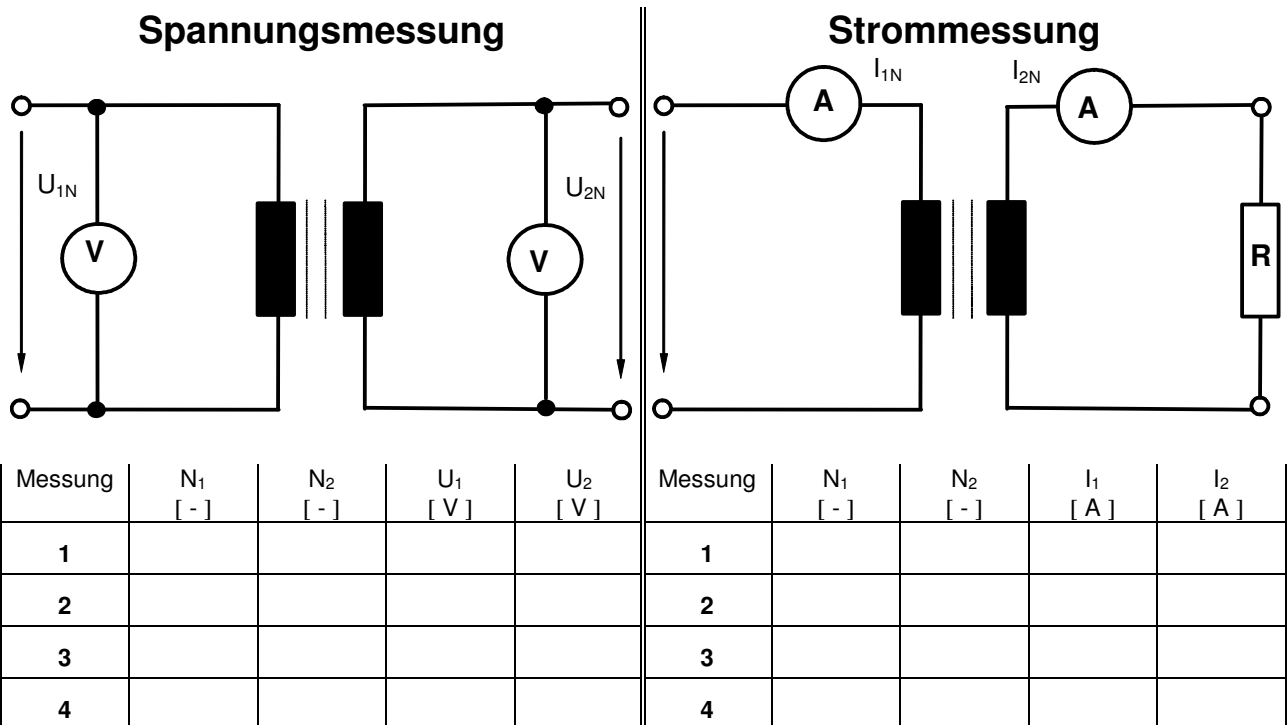 Spannungsmessung
U1N
V
V
U2N
Messung N1 N2 U1 U2
[ - ] [ - ] [ V ] [ V ]
1
2
3
4
Strommessung
I1N I2N
A A
R
Messung N1 N2 I1 I2
[ - ] [ - ] [ A ] [ A ]
1
2
3
4